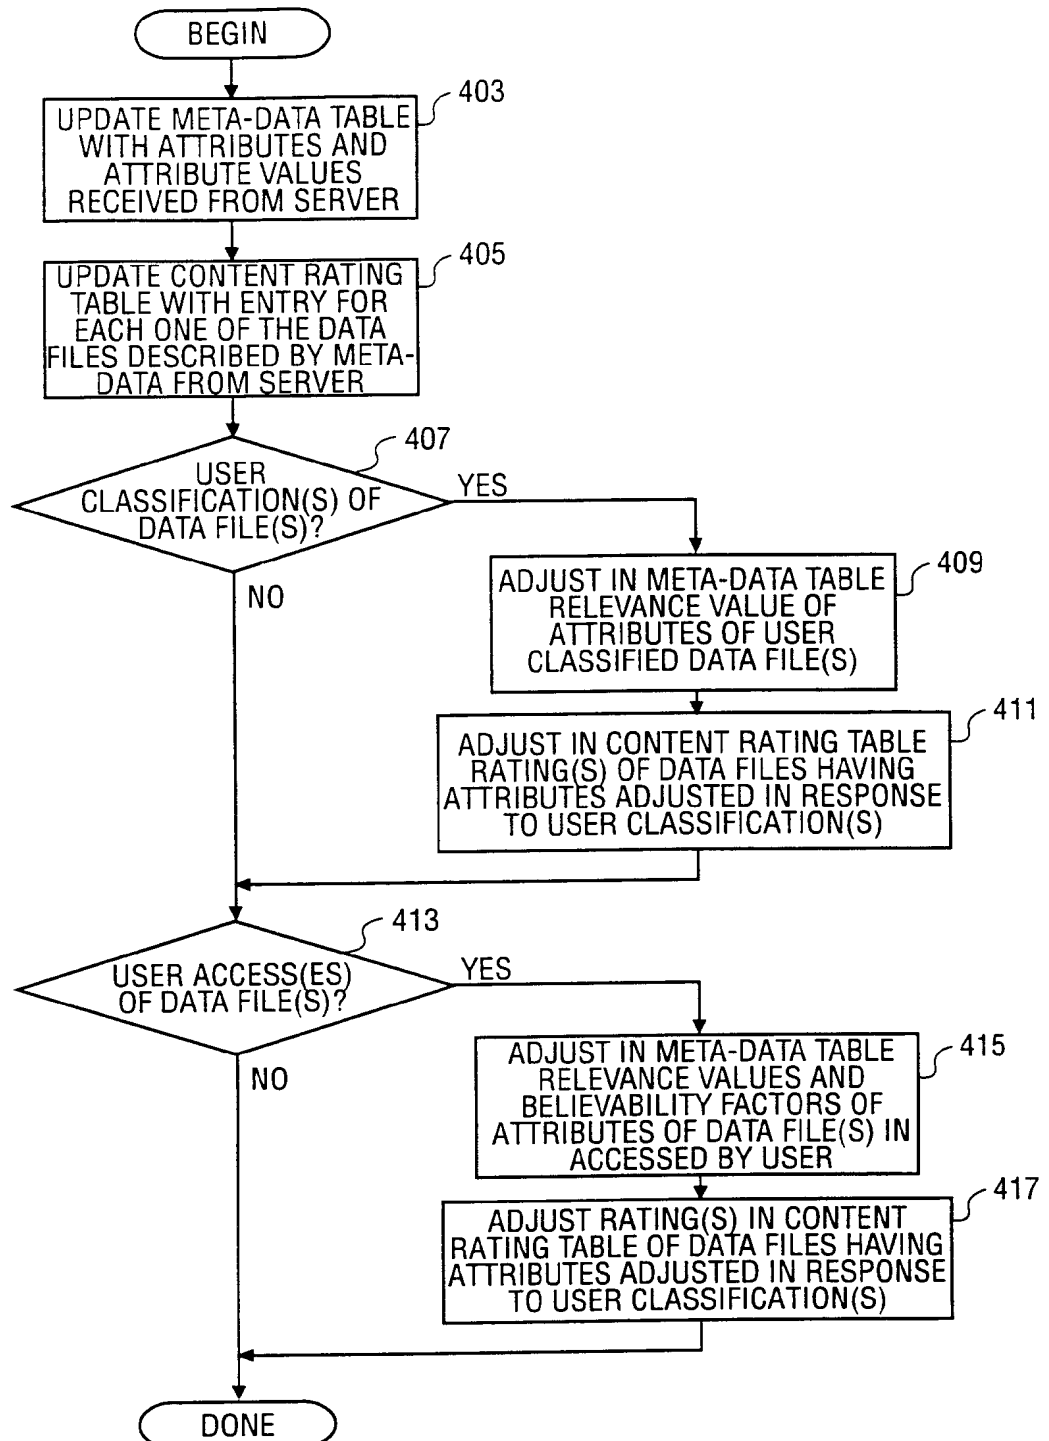 BEGIN
403
UPDATE META-DATA TABLE
WITH ATTRIBUTES AND
ATTRIBUTE VALUES
RECEIVED FROM SERVER
405
UPDATE CONTENT RATING
TABLE WITH ENTRY FOR
EACH ONE OF THE DATA
FILES DESCRIBED BY META-
DATA FROM SERVER
407
USER
CLASSIFICATION(S) OF
DATA FILE(S)?
YES
NO
409
ADJUST IN META-DATA TABLE
RELEVANCE VALUE OF
ATTRIBUTES OF USER
CLASSIFIED DATA FILE(S)
411
ADJUST IN CONTENT RATING TABLE
RATING(S) OF DATA FILES HAVING
ATTRIBUTES ADJUSTED IN RESPONSE
TO USER CLASSIFICATION(S)
413
USER ACCESS(ES)
OF DATA FILE(S)?
YES
NO
415
ADJUST IN META-DATA TABLE
RELEVANCE VALUES AND
BELIEVABILITY FACTORS OF
ATTRIBUTES OF DATA FILE(S) IN
ACCESSED BY USER
417
ADJUST RATING(S) IN CONTENT
RATING TABLE OF DATA FILES HAVING
ATTRIBUTES ADJUSTED IN RESPONSE
TO USER CLASSIFICATION(S)
DONE